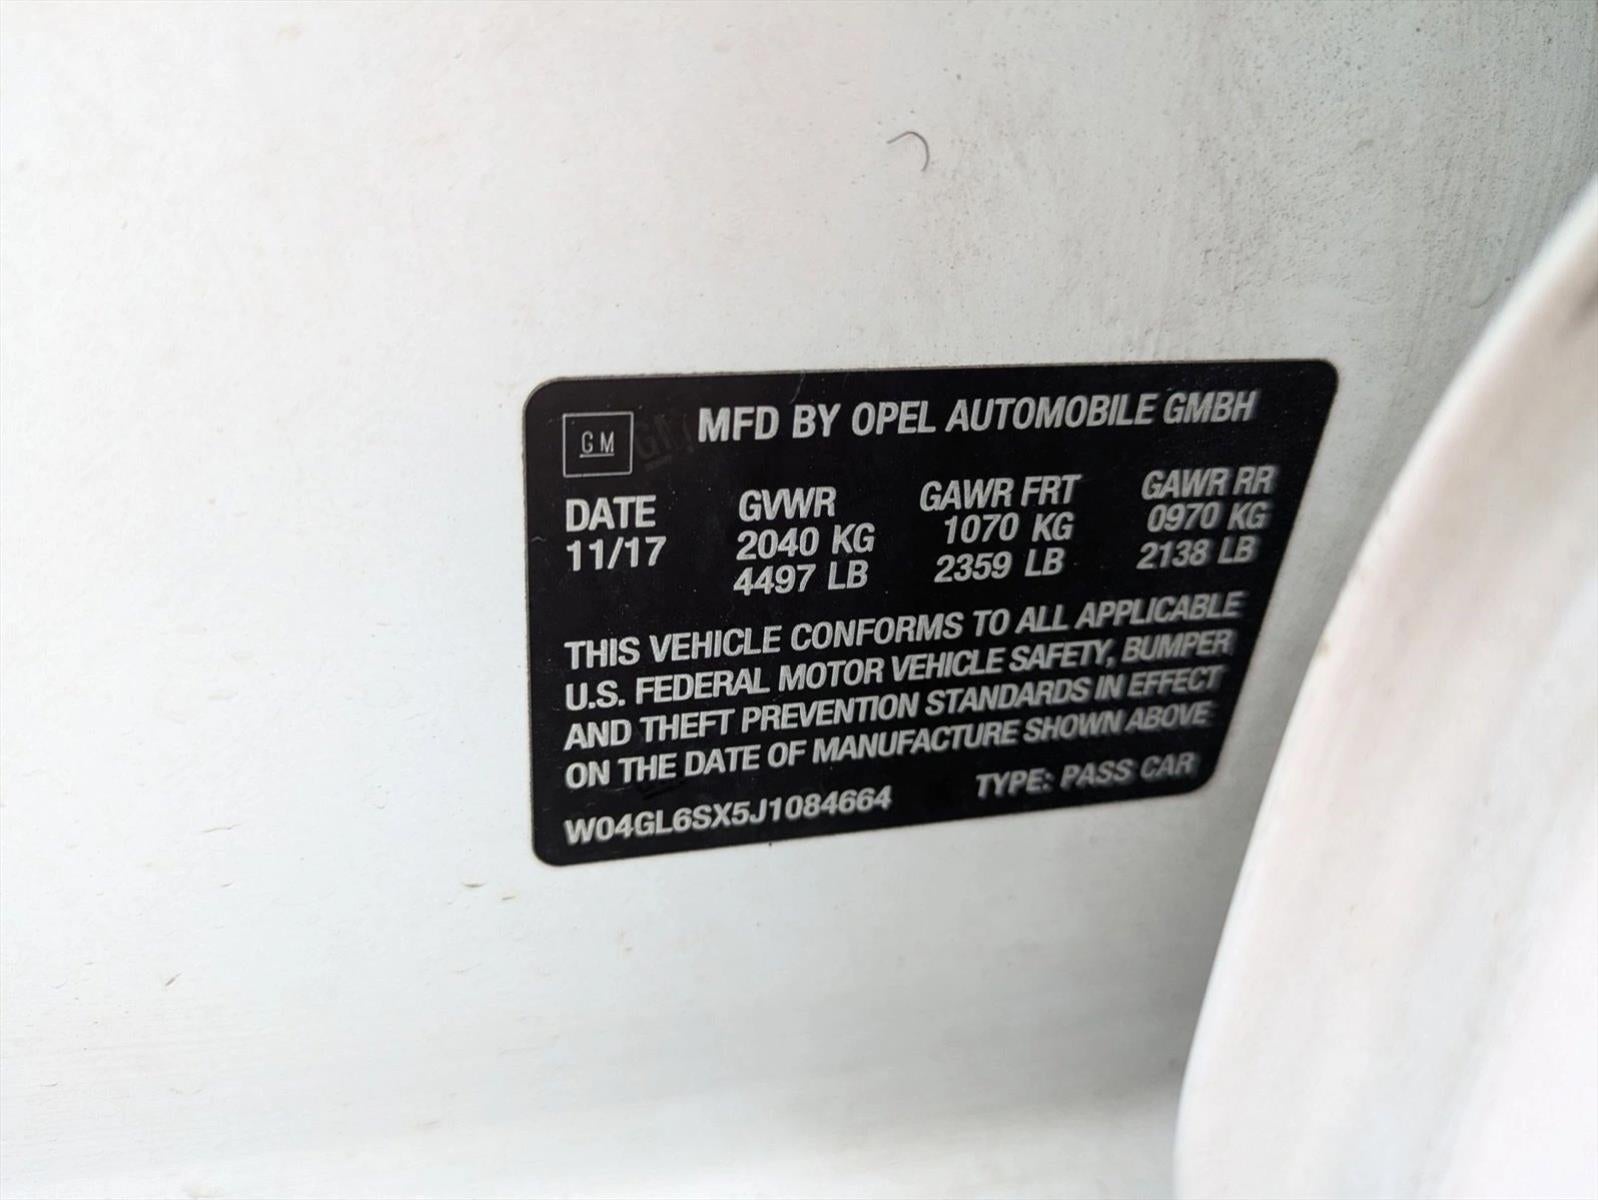 GM
MFD BY OPEL AUTOMOBILE GMBH
DATE GVWR GAWR FRT GAWR RR
11/17 2040 KG 1070 KG 0970 KG
4497 LB 2359 LB 2138 LB
THIS VEHICLE CONFORMS TO ALL APPLICABLE
U.S. FEDERAL MOTOR VEHICLE SAFETY, BUMPER
AND THEFT PREVENTION STANDARDS IN EFFECT
ON THE DATE OF MANUFACTURE SHOWN ABOVE
W04GL6SX5J1084664 TYPE: PASS CAR